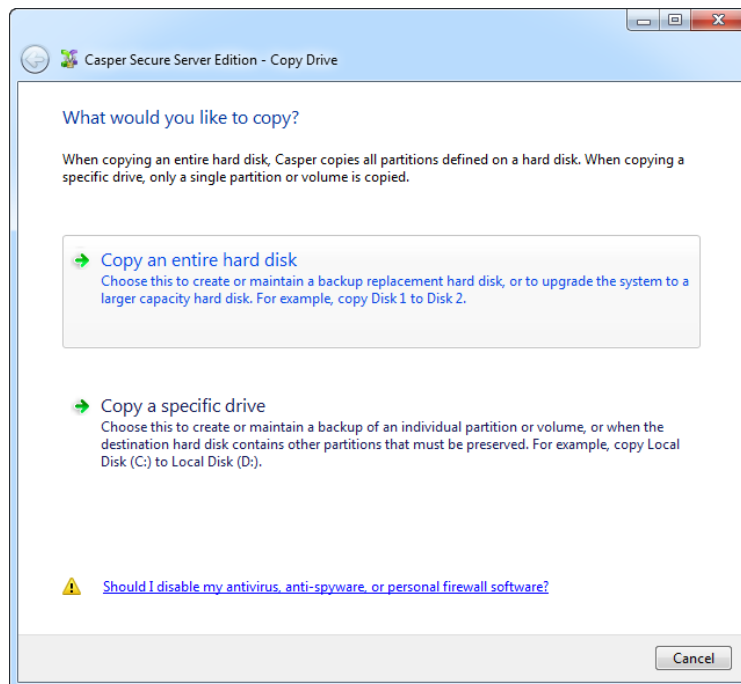 Casper Secure Server Edition - Copy Drive
What would you like to copy?
When copying an entire hard disk, Casper copies all partitions defined on a hard disk. When copying a
specific drive, only a single partition or volume is copied.
Copy an entire hard disk
Choose this to create or maintain a backup replacement hard disk, or to upgrade the system to a
larger capacity hard disk. For example, copy Disk 1 to Disk 2.
Copy a specific drive
Choose this to create or maintain a backup of an individual partition or volume, or when the
destination hard disk contains other partitions that must be preserved. For example, copy Local
Disk (C:) to Local Disk (D:).
Should I disable my antivirus, anti-spyware, or personal firewall software?
Cancel